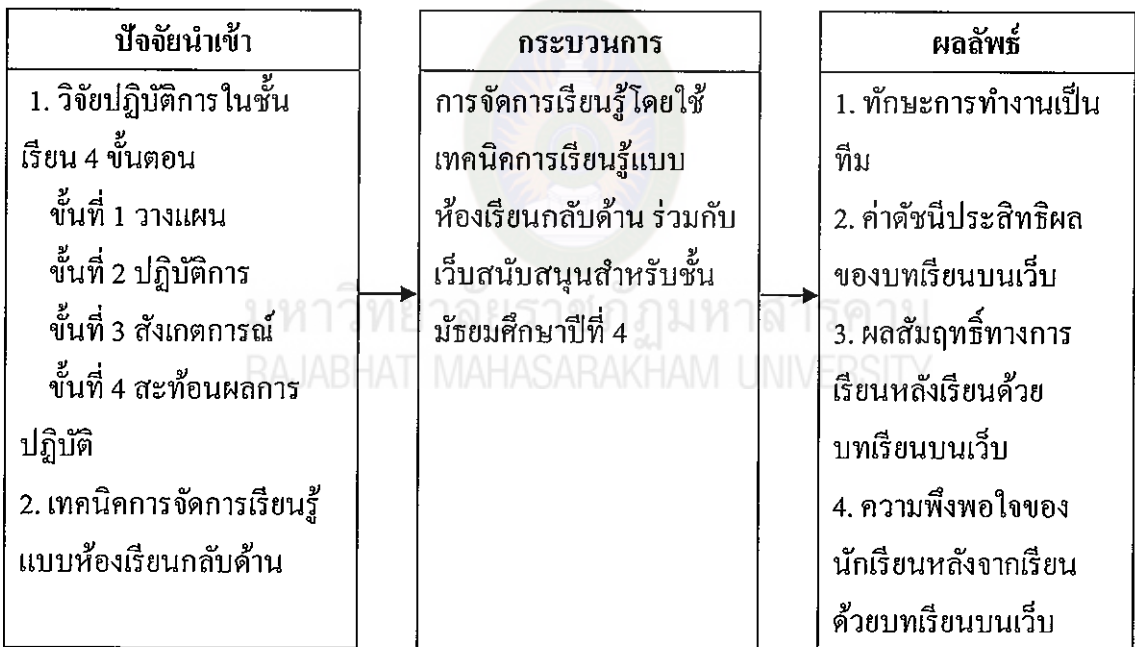 ปัจจัยนำเข้า
1. วิจัยปฏิบัติการในชั้น
เรียน 4 ขั้นตอน
ขั้นที่ 1 วางแผน
ขั้นที่ 2 ปฏิบัติการ
ขั้นที่ 3 สังเกตการณ์
ขั้นที่ 4 สะท้อนผลการ
ปฏิบัติ
2. เทคนิคการจัดการเรียนรู้
แบบห้องเรียนกลับด้าน
กระบวนการ
การจัดการเรียนรู้โดยใช้
เทคนิคการเรียนรู้แบบ
ห้องเรียนกลับด้าน ร่วมกับ
เว็บสนับสนุนสำหรับชั้น
มัธยมศึกษาปีที่ 4
ผลลัพธ์
1. ทักษะการทำงานเป็น
ทีม
2. ค่าดัชนีประสิทธิผล
ของบทเรียนบนเว็บ
3. ผลสัมฤทธิ์ทางการ
เรียนหลังเรียนด้วย
บทเรียนบนเว็บ
4. ความพึงพอใจของ
นักเรียนหลังจากเรียน
ด้วยบทเรียนบนเว็บ
มหาวิทยาลัยราชภัฏมหาสารคาม
RAJABHAT MAHASARAKHAM UNIVERSITY